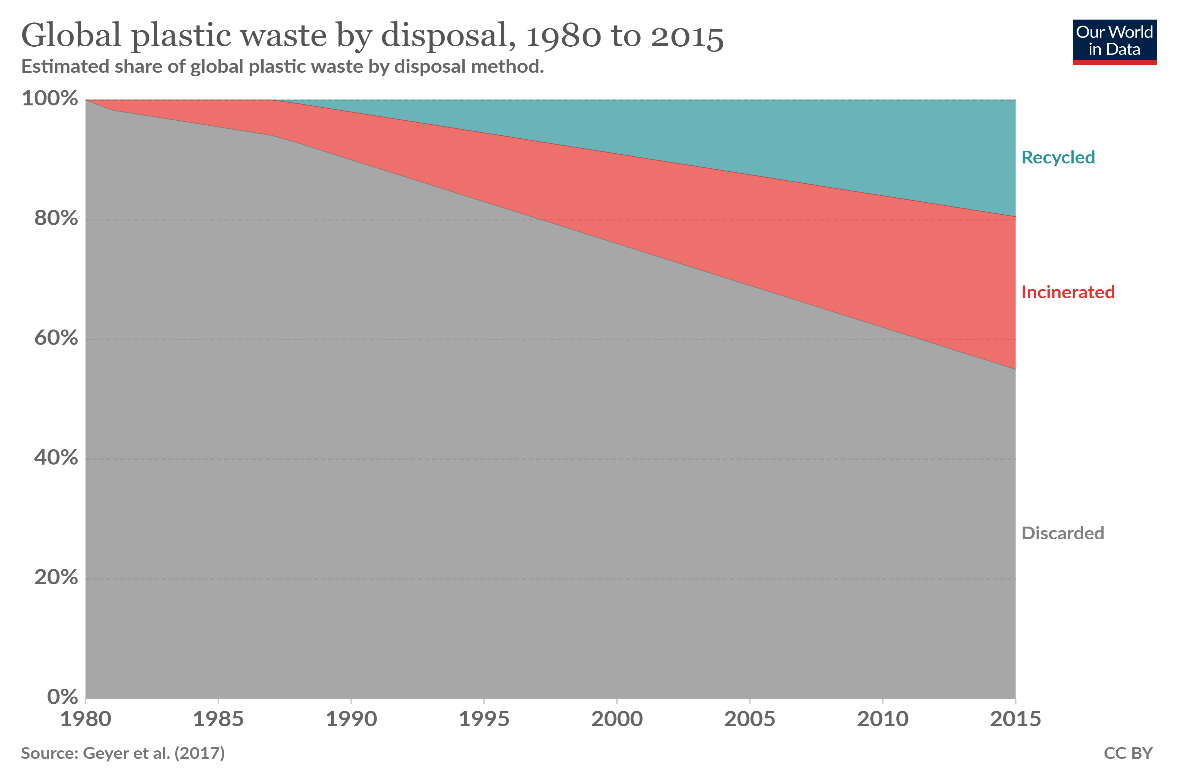 Global plastic waste by disposal, 1980 to 2015
Our World
in Data
Estimated share of global plastic waste by disposal method.
100%
Recycled
80%
Incinerated
60%
40%
Discarded
20%
0%
1980 1985 1990 1995 2000 2005 2010 2015
Source: Geyer et al. (2017) CC BY